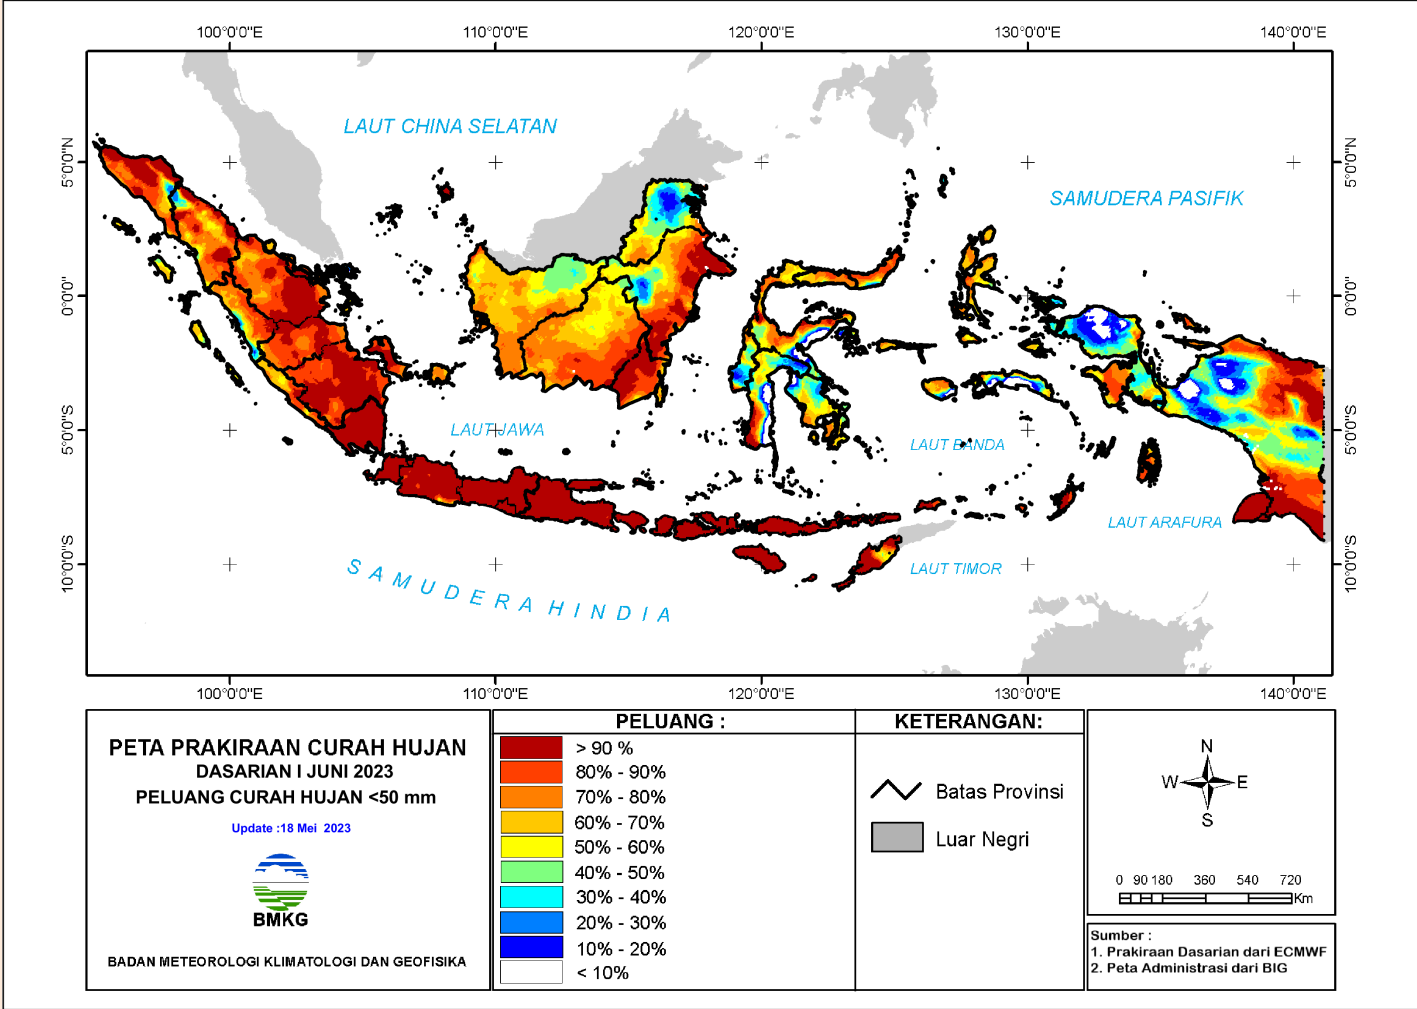 100°0'0"E 110°0'0"E 120°0'0"E 130°0'0"E 140°0'0"E
5°0'0"N 5°0'0"N
0°0'0" 0°0'0"
5°0'0"S 5°0'0"S
10°0'0"S 10°0'0"S
LAUT CHINA SELATAN
SAMUDERA PASIFIK
LAUT JAWA
LAUT BANDA
LAUT ARAFURA
LAUT TIMOR
SAMUDERA HINDIA
100°0'0"E 110°0'0"E 120°0'0"E 130°0'0"E 140°0'0"E
PETA PRAKIRAAN CURAH HUJAN
DASARIAN I JUNI 2023
PELUANG CURAH HUJAN <50 mm
Update :18 Mei 2023
BMKG
BADAN METEOROLOGI KLIMATOLOGI DAN GEOFISIKA
PELUANG :
> 90 %
80% - 90%
70% - 80%
60% - 70%
50% - 60%
40% - 50%
30% - 40%
20% - 30%
10% - 20%
< 10%
KETERANGAN:
Batas Provinsi
Luar Negri
N
W E
S
0 90 180 360 540 720
Km
Sumber :
1. Prakiraan Dasarian dari ECMWF
2. Peta Administrasi dari BIG